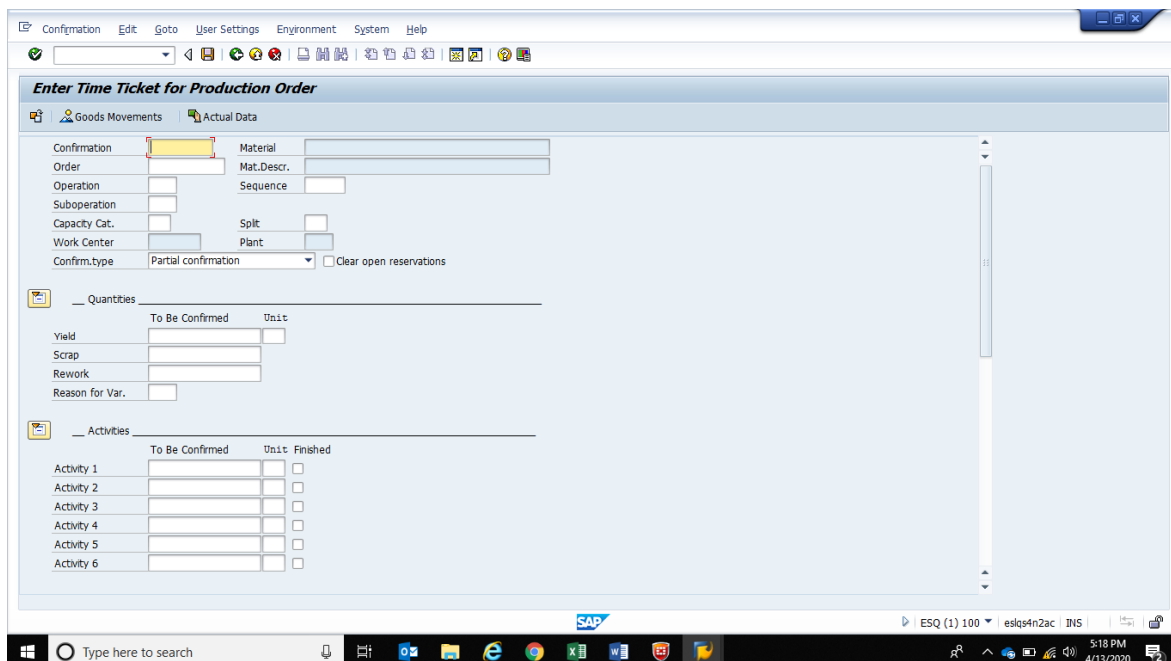 Confirmation Edit Goto User Settings Environment System Help
Enter Time Ticket for Production Order
Goods Movements Actual Data
Confirmation Material
Order Mat.Descr.
Operation Sequence
Suboperation
Capacity Cat. Split
Work Center Plant
Confirm.type Partial confirmation Clear open reservations
Quantities
To Be Confirmed Unit
Yield
Scrap
Rework
Reason for Var.
Activities
To Be Confirmed Unit Finished
Activity 1
Activity 2
Activity 3
Activity 4
Activity 5
Activity 6
SAP ESQ (1) 100 eslqs4n2ac INS
Type here to search
5:18 PM
4/13/2020